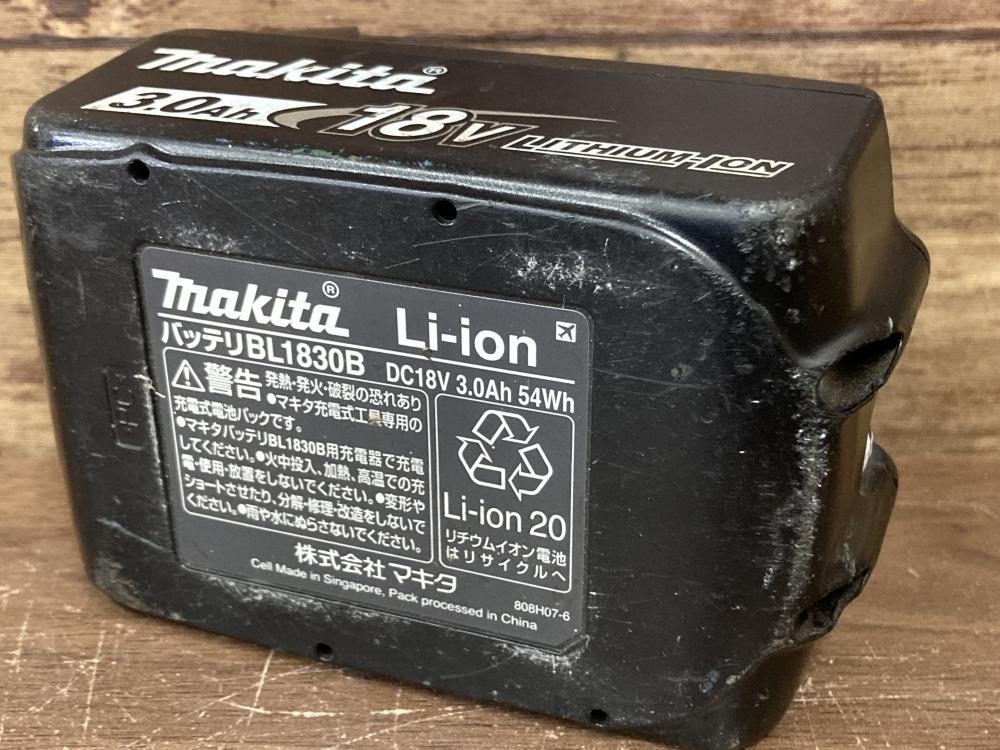 makita®
3.0Ah 18V LITHIUM-ION
makita®
Li-ion
バッテリBL1830B
DC18V 3.0Ah 54Wh
警告 発熱・発火・破裂の恐れあり
●マキタ充電式工具専用の
充電式電池パックです。
●マキタバッテリBL1830B用充電器で充電
してください。●火中投入、加熱、高温での充
電・使用・放置をしないでください。●変形や
ショートさせたり、分解・修理・改造をしないで
ください。●雨や水にぬらさないでください。
Li-ion 20
リチウムイオン電池
はリサイクルへ
株式会社マキタ
Cell Made in Singapore, Pack processed in China
808H07-6